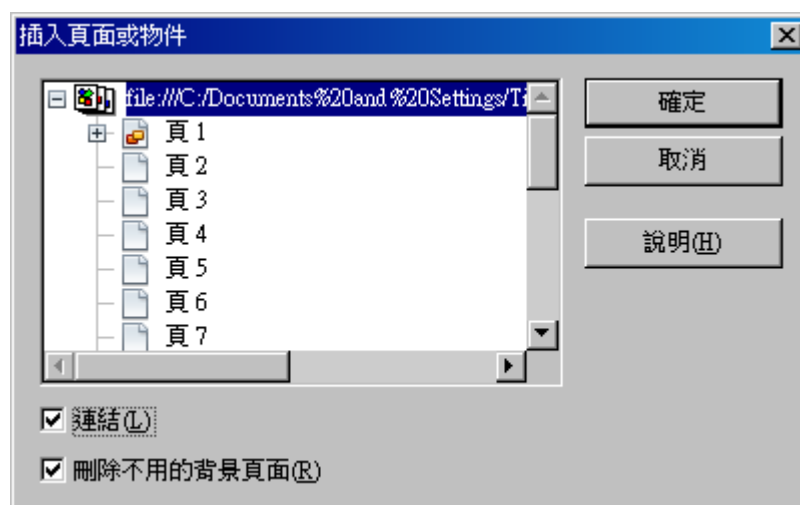 插入頁面或物件
file:///C:/Documents%20and%20Settings/Ti
頁 1
頁 2
頁 3
頁 4
頁 5
頁 6
頁 7
確定
取消
說明(H)
連結(L)
刪除不用的背景頁面(R)